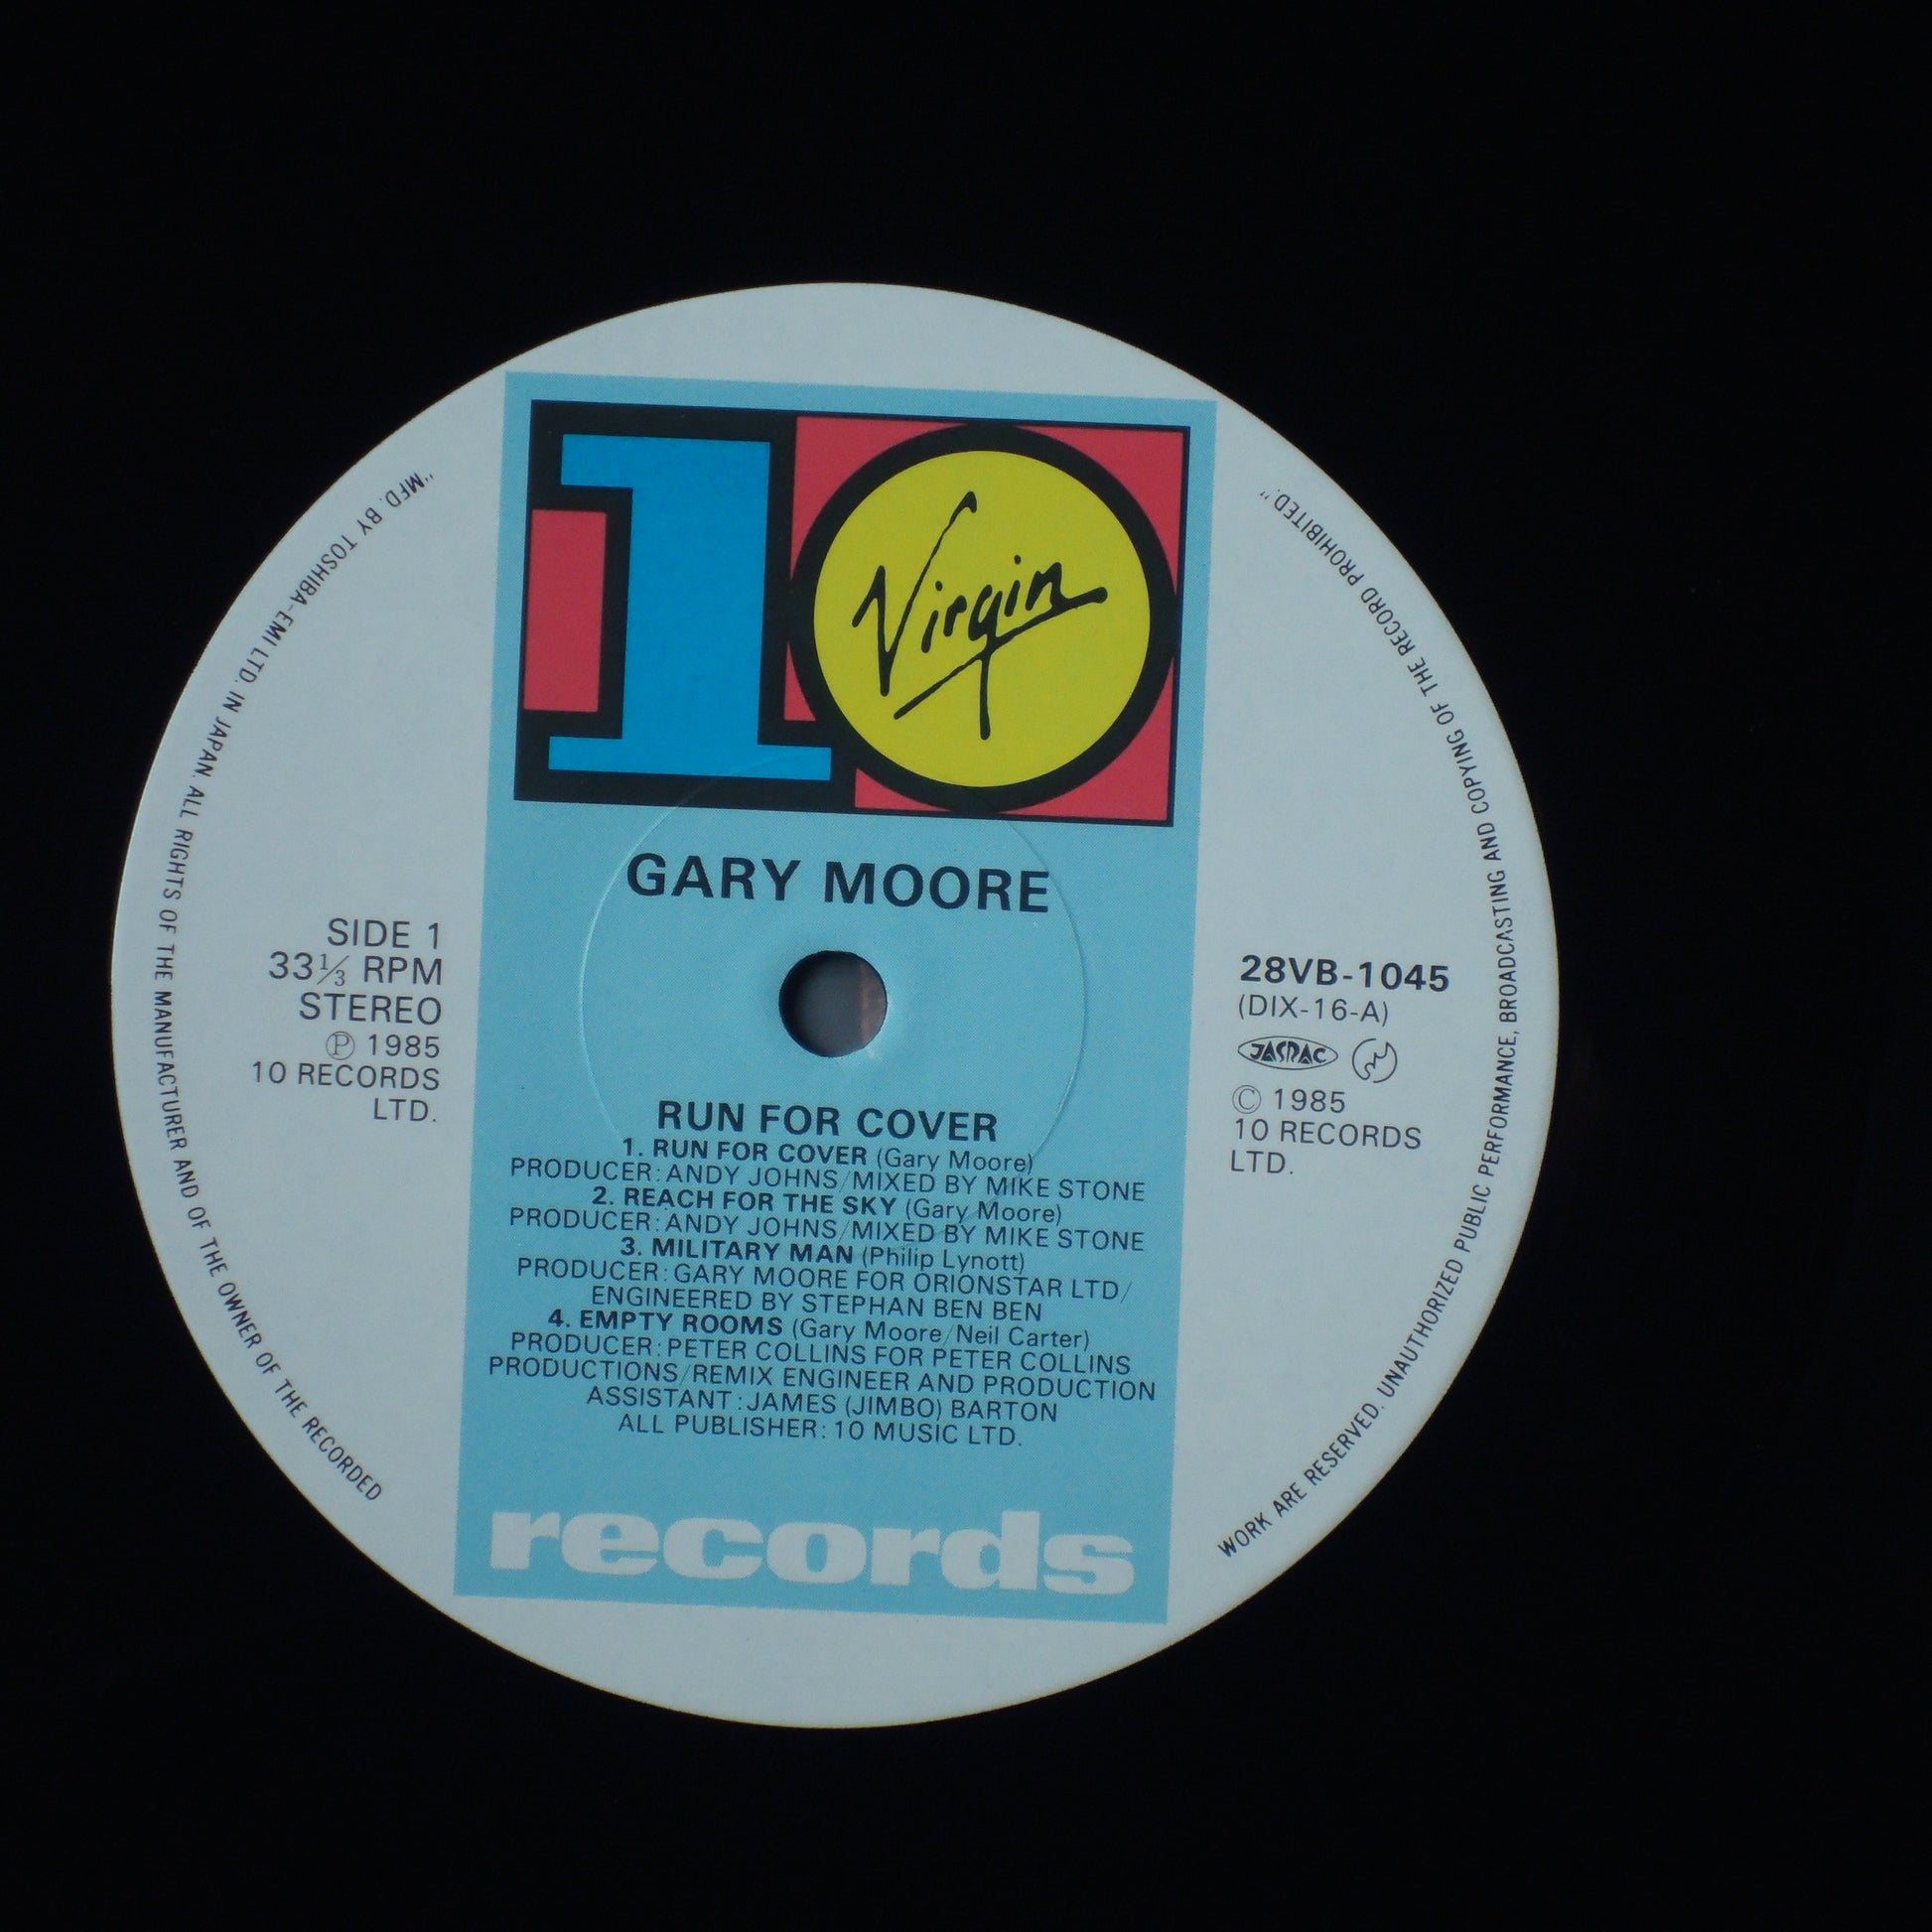 10
Virgin
GARY MOORE
SIDE 1
33⅓ RPM
STEREO
Ⓟ 1985
10 RECORDS
LTD.
28VB-1045
(DIX-16-A)
JASRAC
© 1985
10 RECORDS
LTD.
RUN FOR COVER
1. RUN FOR COVER (Gary Moore)
PRODUCER: ANDY JOHNS/MIXED BY MIKE STONE
2. REACH FOR THE SKY (Gary Moore)
PRODUCER: ANDY JOHNS/MIXED BY MIKE STONE
3. MILITARY MAN (Philip Lynott)
PRODUCER: GARY MOORE FOR ORIONSTAR LTD/
ENGINEERED BY STEPHAN BEN BEN
4. EMPTY ROOMS (Gary Moore/Neil Carter)
PRODUCER: PETER COLLINS FOR PETER COLLINS
PRODUCTIONS/REMIX ENGINEER AND PRODUCTION
ASSISTANT: JAMES (JIMBO) BARTON
ALL PUBLISHER: 10 MUSIC LTD.
records
"MFD. BY TOSHIBA-EMI LTD. IN JAPAN. ALL RIGHTS OF THE MANUFACTURER AND OF THE OWNER OF THE RECORDED
WORK ARE RESERVED. UNAUTHORIZED PUBLIC PERFORMANCE, BROADCASTING AND COPYING OF THE RECORD PROHIBITED."